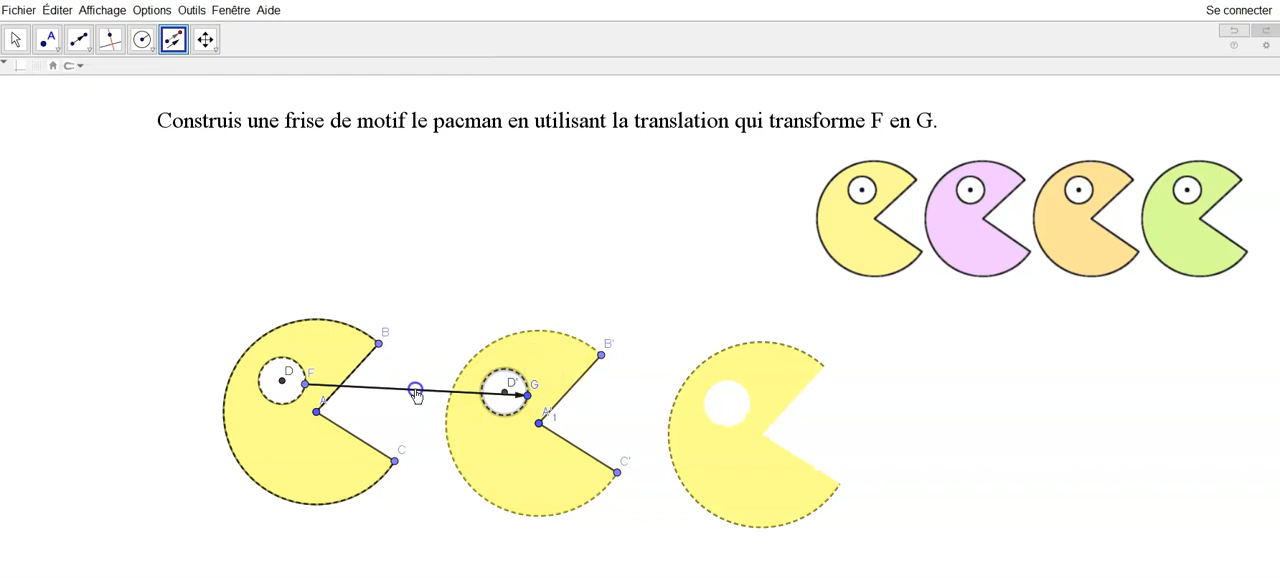 Fichier Éditer Affichage Options Outils Fenêtre Aide Se connecter
A
Construis une frise de motif le pacman en utilisant la translation qui transforme F en G.
B
B'
D F
D' G
A
A'1
C
C'